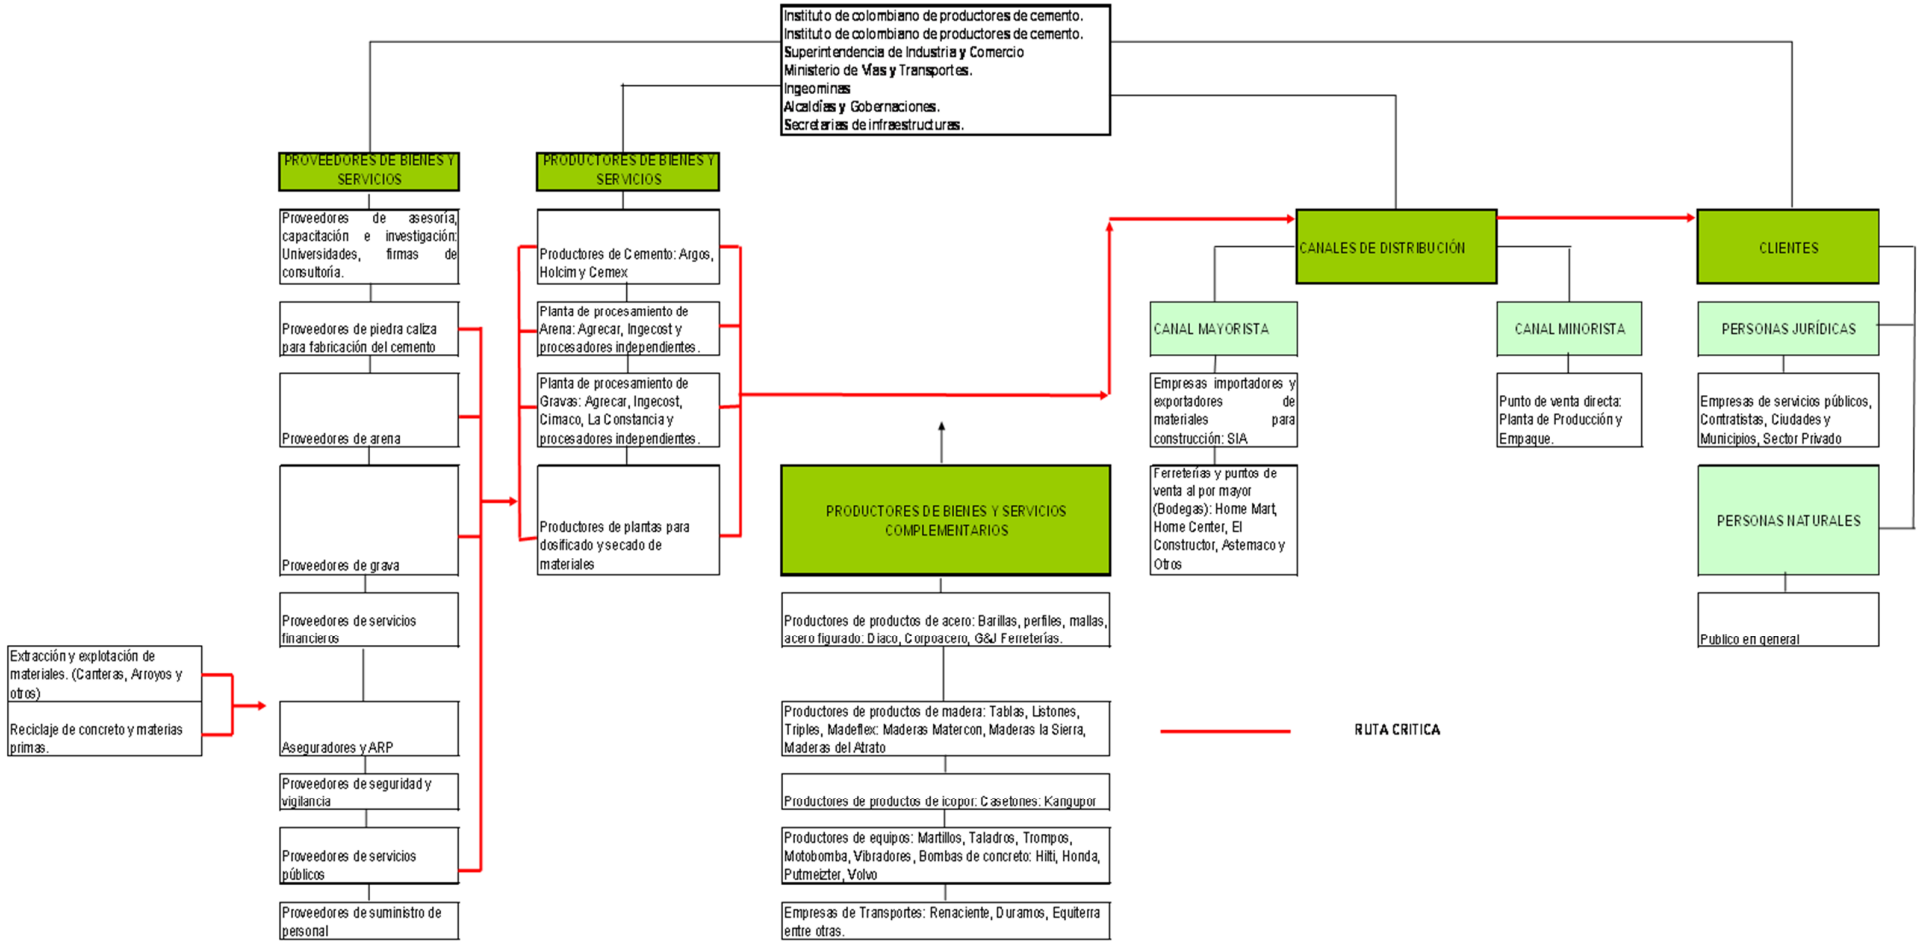 Instituto de colombiano de productores de cemento.
Instituto de colombiano de productores de cemento.
Superintendencia de Industria y Comercio
Ministerio de Vías y Transportes.
Ingeominas
Alcaldías y Gobernaciones.
Secretarias de infraestructuras.
PROVEEDORES DE BIENES Y
SERVICIOS
Proveedores de asesoría,
capacitación e investigación:
Universidades, firmas de
consultoría.
Proveedores de piedra caliza
para fabricación del cemento
Proveedores de arena
Proveedores de grava
Proveedores de servicios
financieros
Aseguradores y ARP
Proveedores de seguridad y
vigilancia
Proveedores de servicios
públicos
Proveedores de suministro de
personal
Extracción y explotación de
materiales. (Canteras, Arroyos y
otros)
Reciclaje de concreto y materias
primas.
PRODUCTORES DE BIENES Y
SERVICIOS
Productores de Cemento: Argos,
Holcim y Cemex
Planta de procesamiento de
Arena: Agrecar, Ingecost y
procesadores independientes.
Planta de procesamiento de
Gravas: Agrecar, Ingecost,
Cimaco, La Constancia y
procesadores independientes.
Productores de plantas para
dosificado y secado de
materiales
PRODUCTORES DE BIENES Y SERVICIOS
COMPLEMENTARIOS
Productores de productos de acero: Barillas, perfiles, mallas,
acero figurado: Diaco, Corpoacero, G&J Ferreterías.
Productores de productos de madera: Tablas, Listones,
Triples, Madeflex: Maderas Matercon, Maderas la Sierra,
Maderas del Atrato
Productores de productos de icopor: Casetones: Kangupor
Productores de equipos: Martillos, Taladros, Trompos,
Motobomba, Vibradores, Bombas de concreto: Hilti, Honda,
Putmeizter, Volvo
Empresas de Transportes: Renaciente, Duramos, Equiterra
entre otras.
CANALES DE DISTRIBUCIÓN
CANAL MAYORISTA
Empresas importadores y
exportadores de
materiales para
construcción: SIA
Ferreterías y puntos de
venta al por mayor
(Bodegas): Home Mart,
Home Center, El
Constructor, Astemaco y
Otros
CANAL MINORISTA
Punto de venta directa:
Planta de Producción y
Empaque.
CLIENTES
PERSONAS JURÍDICAS
Empresas de servicios públicos,
Contratistas, Ciudades y
Municipios, Sector Privado
PERSONAS NATURALES
Publico en general
RUTA CRITICA